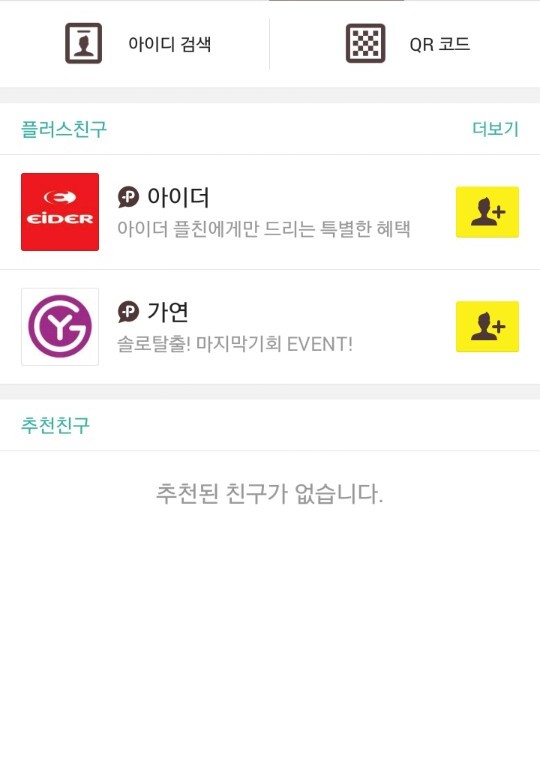 아이디 검색
QR 코드
플러스친구
더보기
EiDER
P 아이더
아이더 플친에게만 드리는 특별한 혜택
YG
P 가연
솔로탈출! 마지막기회 EVENT!
추천친구
추천된 친구가 없습니다.